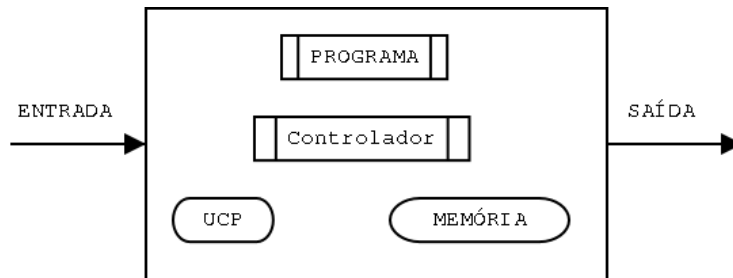 PROGRAMA
ENTRADA
SAÍDA
Controlador
UCP
MEMÓRIA